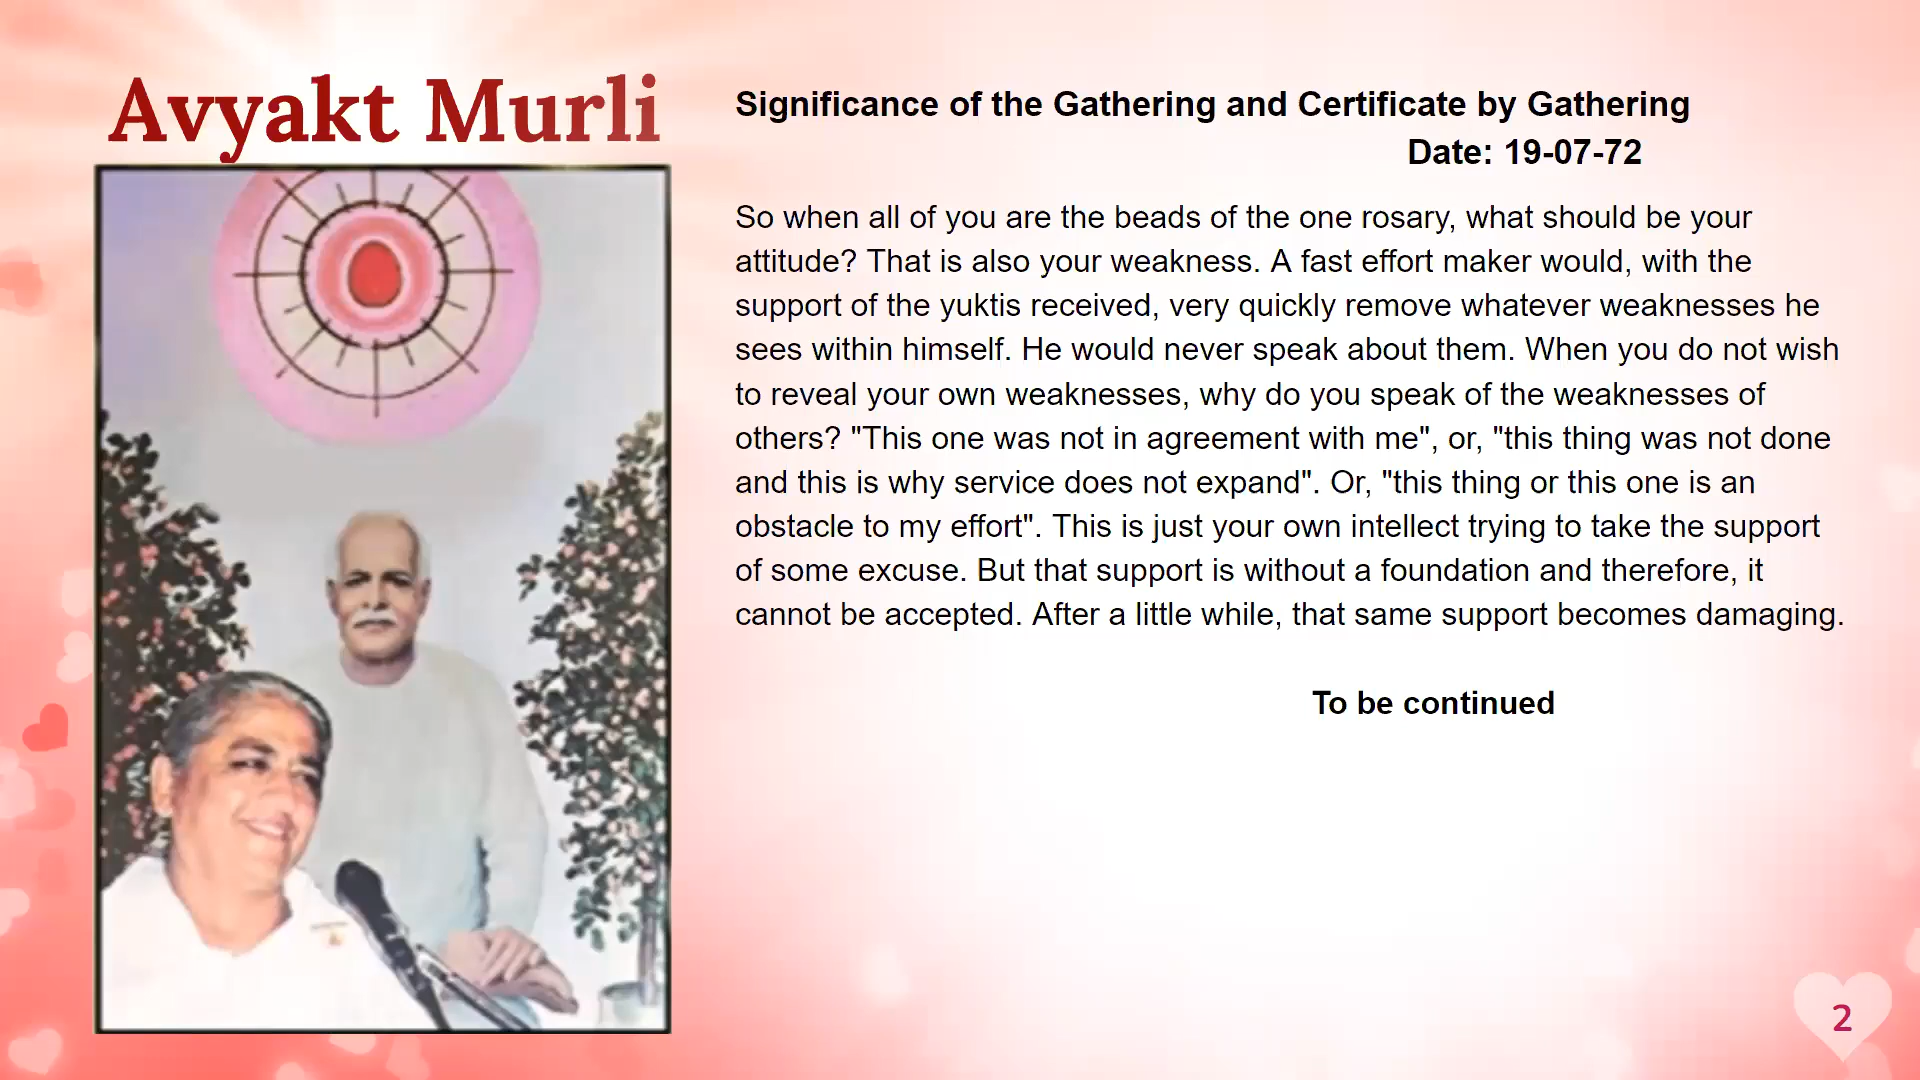 Avyakt Murli
Significance of the Gathering and Certificate by Gathering
Date: 19-07-72
So when all of you are the beads of the one rosary, what should be your
attitude? That is also your weakness. A fast effort maker would, with the
support of the yuktis received, very quickly remove whatever weaknesses he
sees within himself. He would never speak about them. When you do not wish
to reveal your own weaknesses, why do you speak of the weaknesses of
others? "This one was not in agreement with me", or, "this thing was not done
and this is why service does not expand". Or, "this thing or this one is an
obstacle to my effort". This is just your own intellect trying to take the support
of some excuse. But that support is without a foundation and therefore, it
cannot be accepted. After a little while, that same support becomes damaging.
To be continued
2